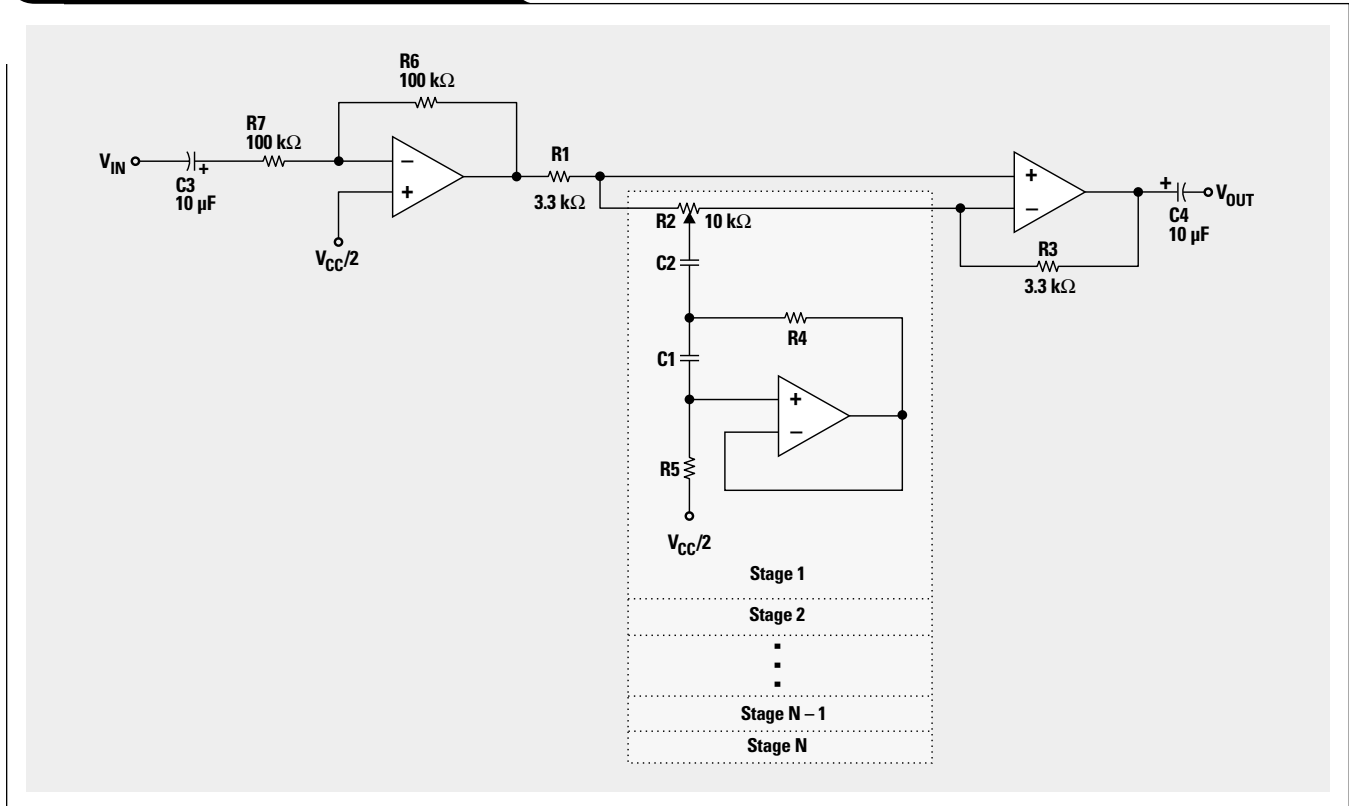 R6
100 kΩ
R7
100 kΩ
VIN
C3
10 µF
+
−
+
VCC/2
R1
3.3 kΩ
R2
10 kΩ
C2
R4
C1
+
−
R5
VCC/2
+
−
R3
3.3 kΩ
+
C4
10 µF
VOUT
Stage 1
Stage 2
Stage N – 1
Stage N